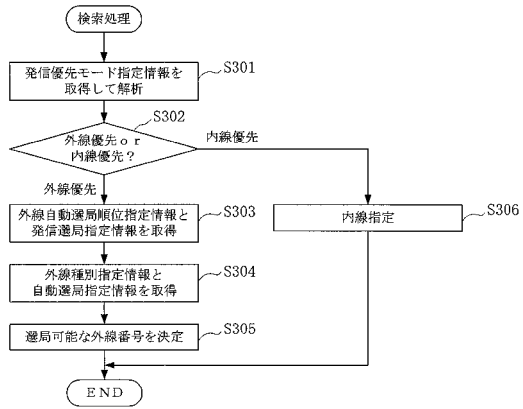 検索処理
発信優先モード指定情報を
取得して解析
S301
S302
外線優先or
内線優先？
内線優先
外線優先
外線自動選局順位指定情報と
発信選局指定情報を取得
S303
内線指定
S306
外線種別指定情報と
自動選局指定情報を取得
S304
選局可能な外線番号を決定
S305
END